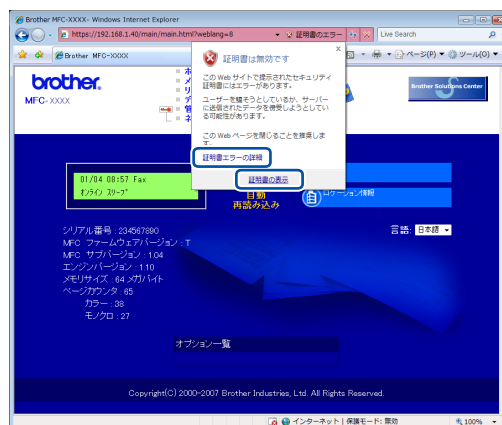 Brother MFC-XXXX- Windows Internet Explorer
https://192.168.1.40/main/main.html?weblang=8
証明書のエラー
Live Search
Brother MFC-XXXX
ページ(P)
ツール(O)
brother.
MFC-XXXX
Brother Solutions Center
証明書は無効です
x
この Web サイトで提示されたセキュリティ
証明書にはエラーがあります。
ユーザーを騙そうとしているか、サーバー
に送信されたデータを傍受しようとしてい
る可能性があります。
この Web ページを閉じることを推奨しま
す。
証明書エラーの詳細
証明書の表示
01/04 08:57 Fax
オンライン スリープ
自動
再読み込み
ロケーション情報
シリアル番号 : 234567890
言語: 日本語
MFC ファームウェアバージョン : T
MFC サブバージョン : 1.04
エンジンバージョン : 1.10
メモリサイズ : 64 メガバイト
ページカウンタ : 65
カラー : 38
モノクロ : 27
オプション一覧
Copyright(C) 2000-2007 Brother Industries, Ltd. All Rights Reserved.
インターネット | 保護モード: 無効
100%